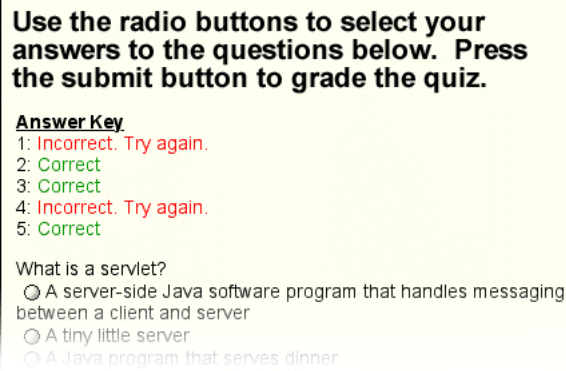 Use the radio buttons to select your
answers to the questions below.  Press
the submit button to grade the quiz.
Answer Key
1: Incorrect. Try again.
2: Correct
3: Correct
4: Incorrect. Try again.
5: Correct
What is a servlet?
A server-side Java software program that handles messaging
between a client and server
A tiny little server
A Java program that serves dinner